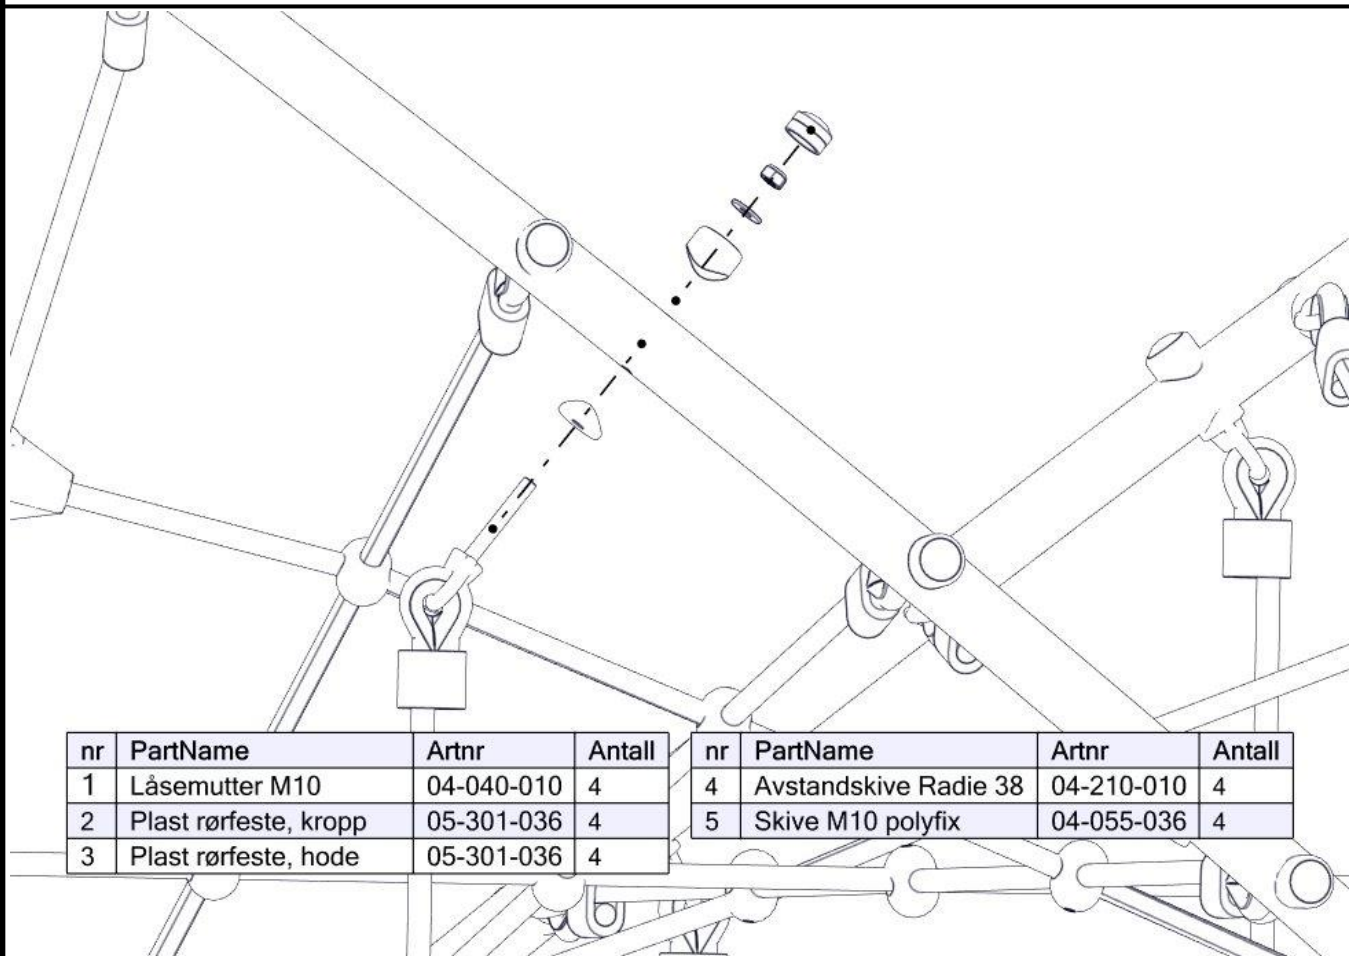 nr PartName Artnr Antall
1 Låsemutter M10 04-040-010 4
2 Plast rørfeste, kropp 05-301-036 4
3 Plast rørfeste, hode 05-301-036 4
nr PartName Artnr Antall
4 Avstandskive Radie 38 04-210-010 4
5 Skive M10 polyfix 04-055-036 4